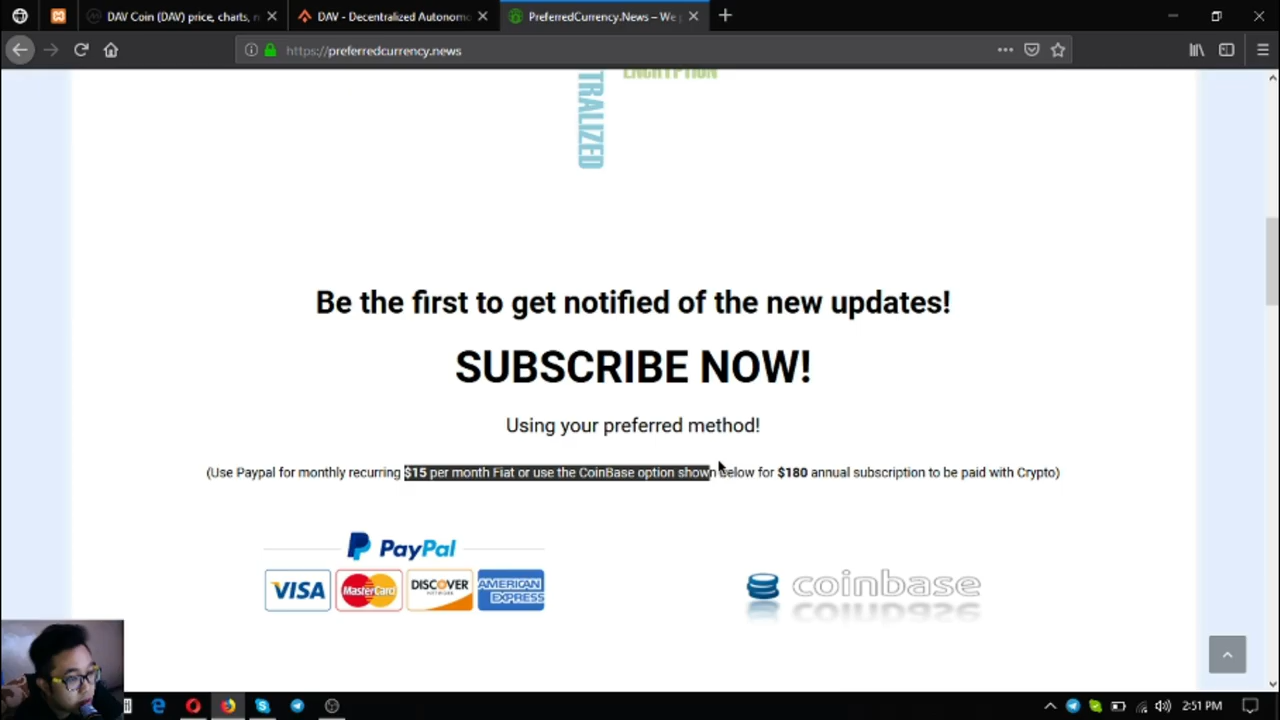 DAV Coin (DAV) price, charts, n
DAV - Decentralized Autonomo
PreferredCurrency.News – We p
https://preferredcurrency.news
ENCRYPTION
TRALIZED
Be the first to get notified of the new updates!
SUBSCRIBE NOW!
Using your preferred method!
(Use Paypal for monthly recurring $15 per month Fiat or use the CoinBase option shown below for $180 annual subscription to be paid with Crypto)
PayPal
VISA
MasterCard
DISCOVER
NETWORK
AMERICAN
EXPRESS
coinbase
2:51 PM